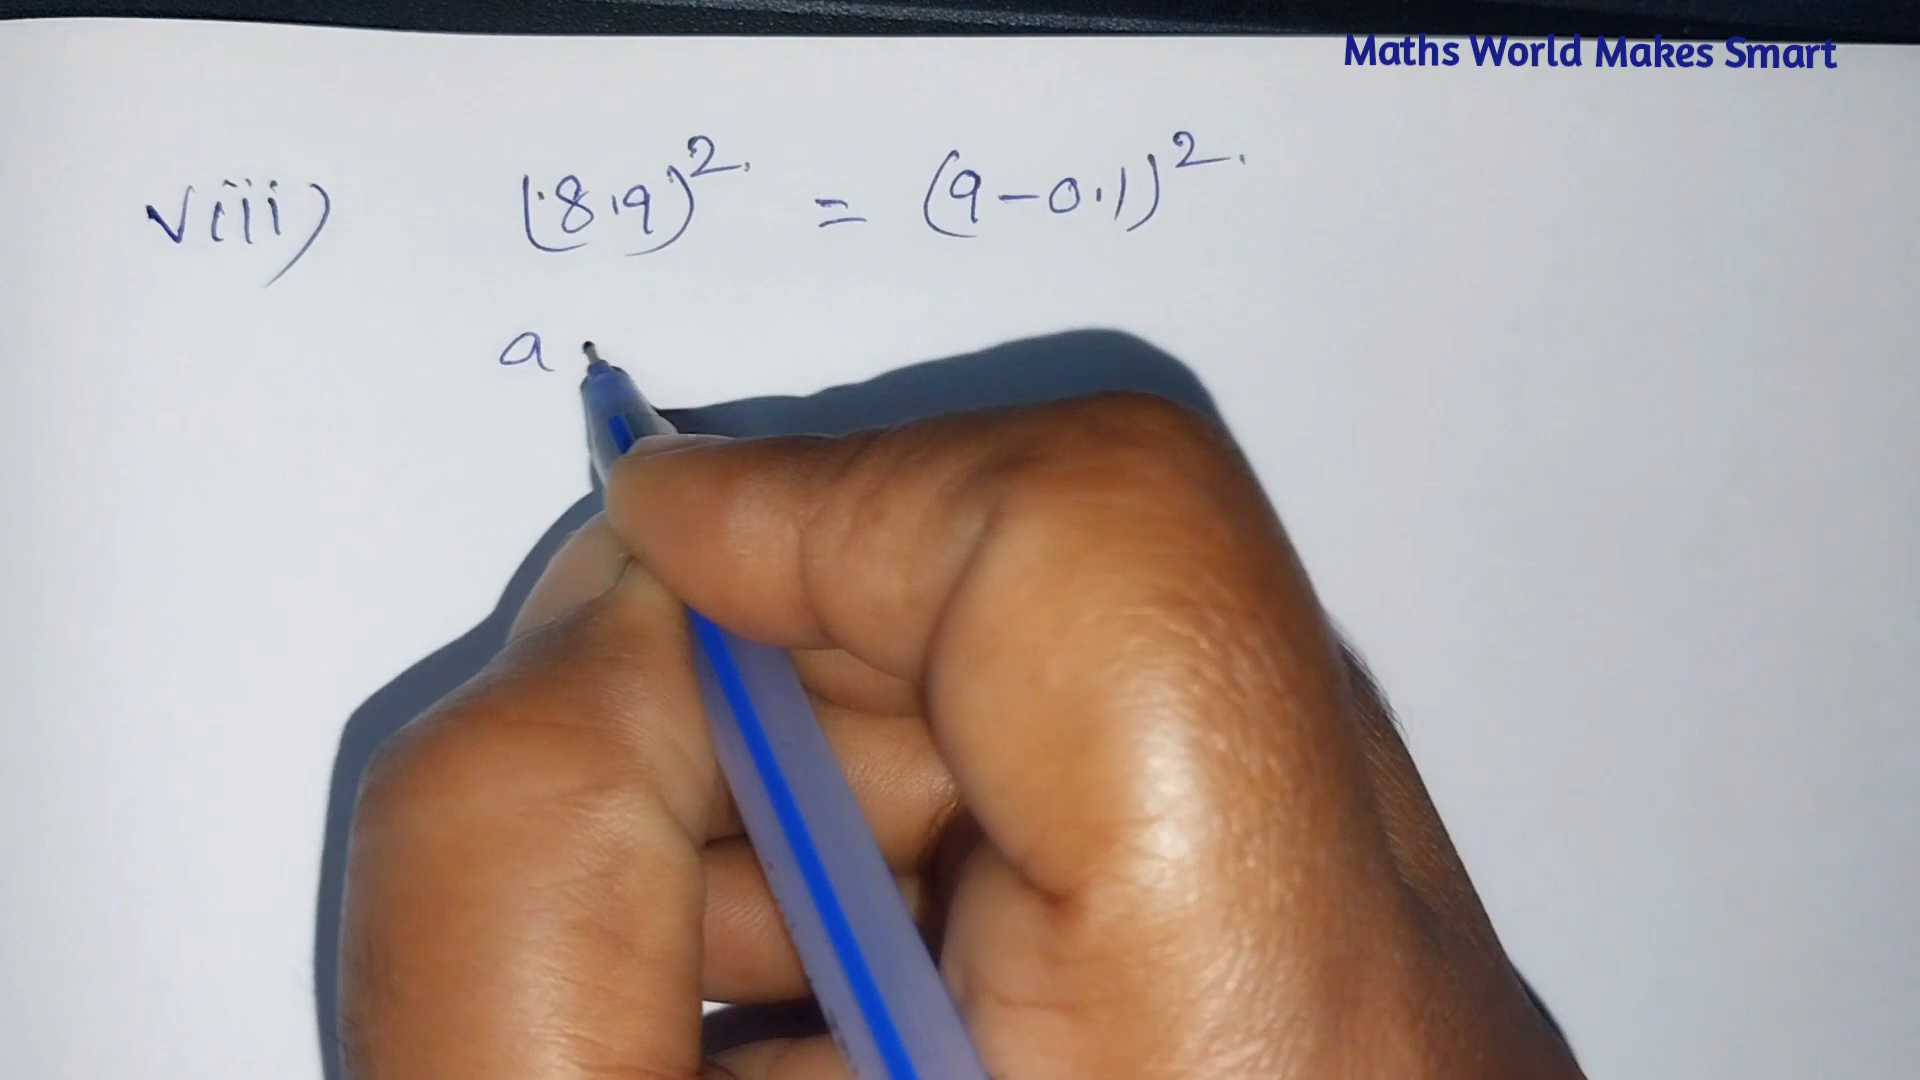 Maths World Makes Smart
viii) (8.9)² = (9-0.1)²
a